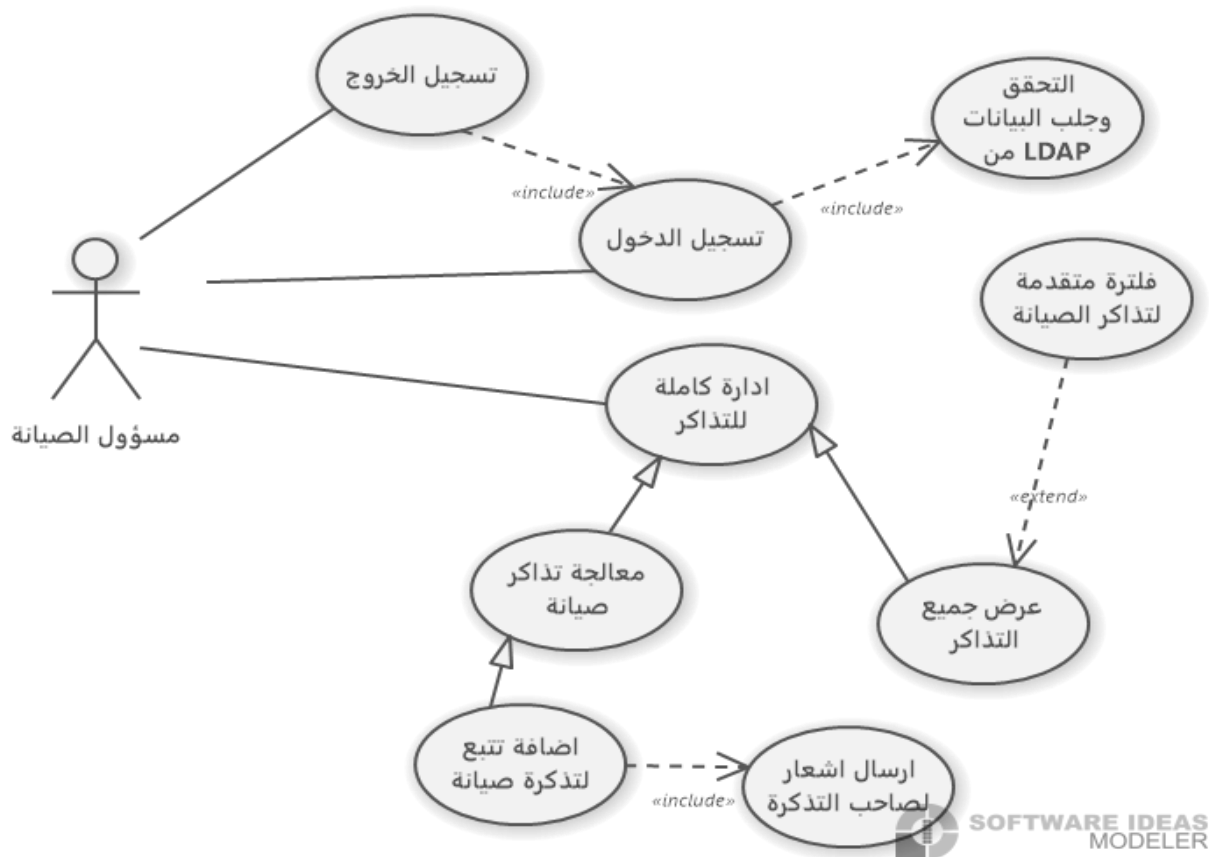 تسجيل الخروج
التحقق
وجلب البيانات
من LDAP
«include»
«include»
تسجيل الدخول
فلترة متقدمة
لتذاكر الصيانة
ادارة كاملة
للتذاكر
مسؤول الصيانة
«extend»
معالجة تذاكر
صيانة
عرض جميع
التذاكر
اضافة تتبع
لتذكرة صيانة
«include»
ارسال اشعار
لصاحب التذكرة
SOFTWARE IDEAS
MODELER